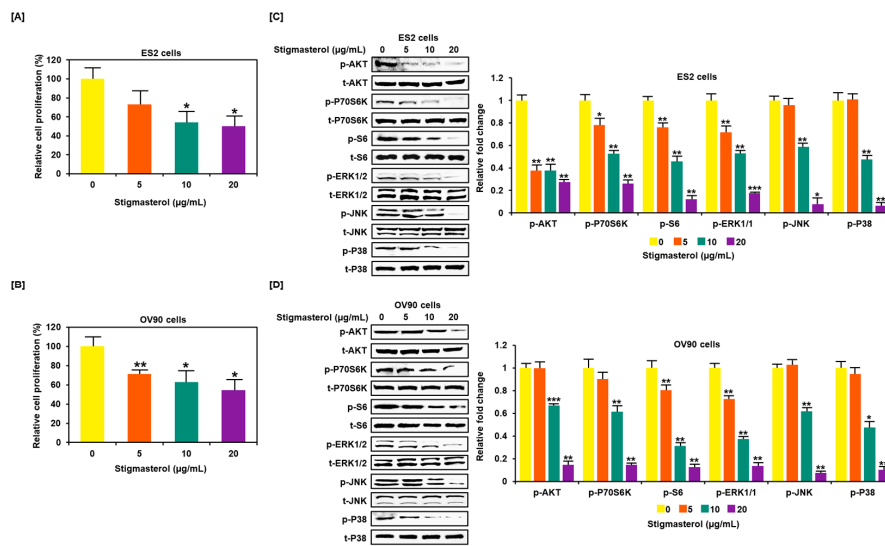 [A]
ES2 cells
Relative cell proliferation (%)
120
100
80
60
40
20
0
*
*
0 5 10 20
Stigmasterol (µg/mL)
[B]
OV90 cells
Relative cell proliferation (%)
120
100
80
60
40
20
0
**
*
*
0 5 10 20
Stigmasterol (µg/mL)
[C]
ES2 cells
Stigmasterol (µg/mL) 0 5 10 20
p-AKT
t-AKT
p-P70S6K
t-P70S6K
p-S6
t-S6
p-ERK1/2
t-ERK1/2
p-JNK
t-JNK
p-P38
t-P38
ES2 cells
Relative fold change
1.2
1
0.8
0.6
0.4
0.2
0
** ** **
* ** **
** ** **
** ** ***
** *
** **
p-AKT p-P70S6K p-S6 p-ERK1/1 p-JNK p-P38
0 5 10 20
Stigmasterol (µg/mL)
[D]
OV90 cells
Stigmasterol (µg/mL) 0 5 10 20
p-AKT
t-AKT
p-P70S6K
t-P70S6K
p-S6
t-S6
p-ERK1/2
t-ERK1/2
p-JNK
t-JNK
p-P38
t-P38
OV90 cells
Relative fold change
1.2
1
0.8
0.6
0.4
0.2
0
*** **
** **
** ** **
** ** **
** **
* **
p-AKT p-P70S6K p-S6 p-ERK1/1 p-JNK p-P38
0 5 10 20
Stigmasterol (µg/mL)